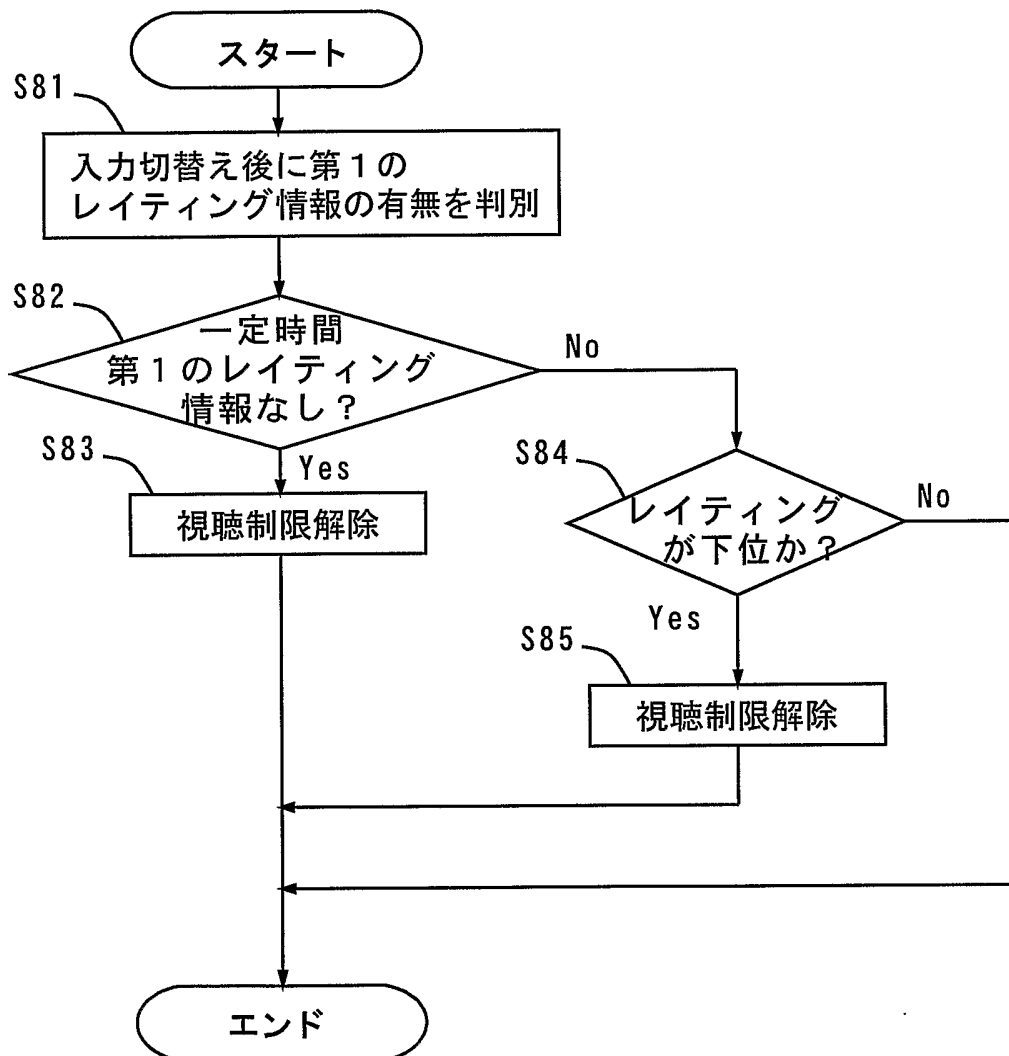 スタート
S81
入力切替え後に第1の
レイティング情報の有無を判別
S82
一定時間
第1のレイティング
情報なし?
No
Yes
S83
視聴制限解除
S84
レイティング
が下位か?
No
Yes
S85
視聴制限解除
エンド